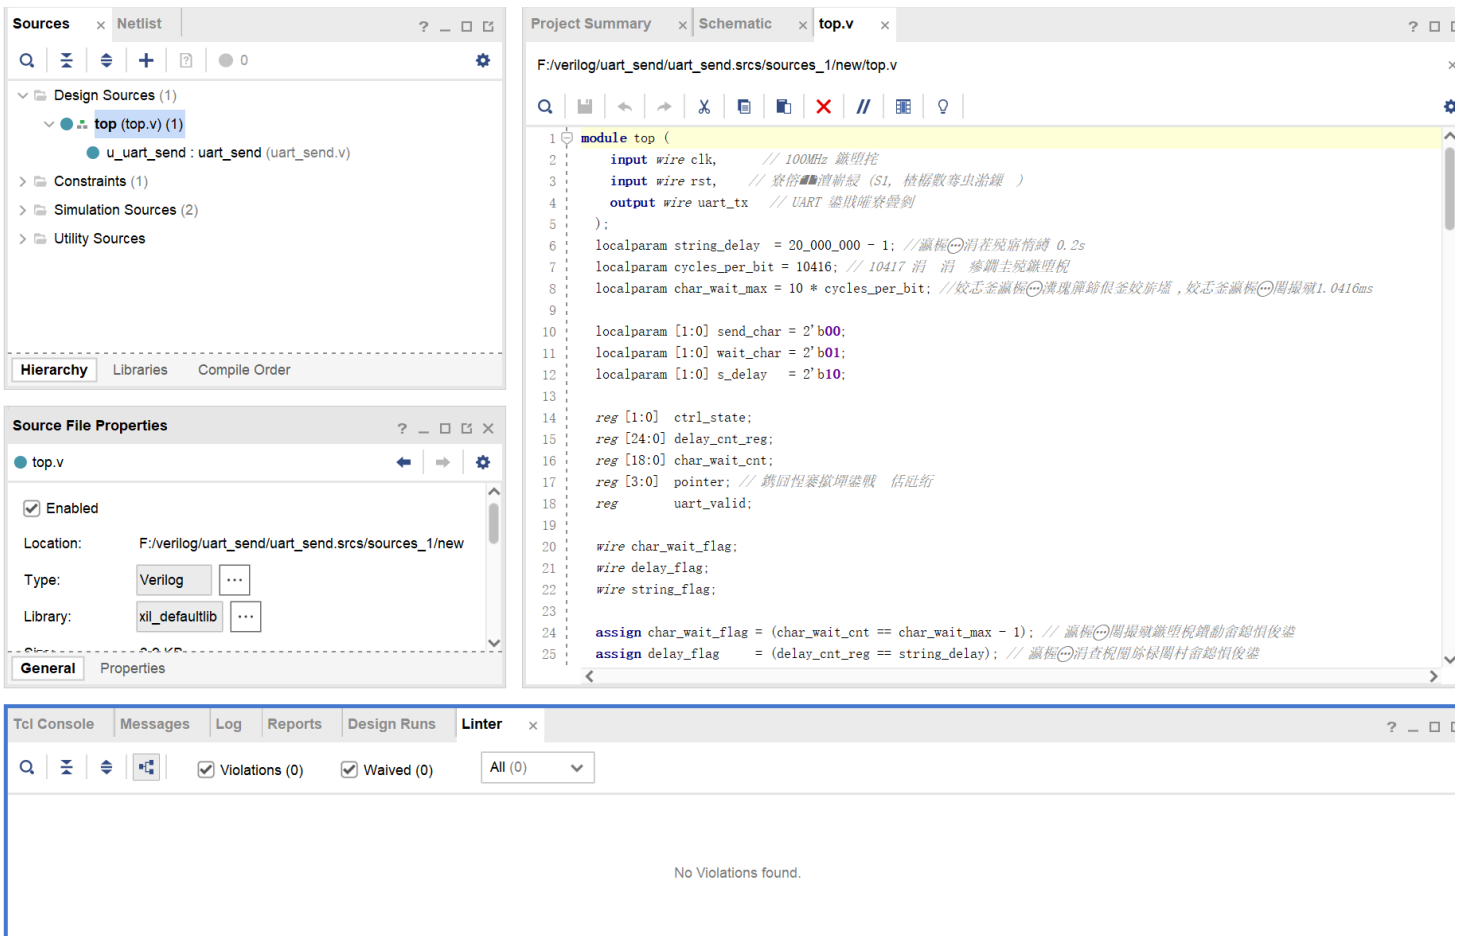 Sources
Netlist
0
Design Sources (1)
top (top.v) (1)
u_uart_send : uart_send (uart_send.v)
Constraints (1)
Simulation Sources (2)
Utility Sources
Hierarchy
Libraries
Compile Order
Source File Properties
top.v
Enabled
Location:
F:/verilog/uart_send/uart_send.srcs/sources_1/new
Type:
Verilog
Library:
xil_defaultlib
General
Properties
Project Summary
Schematic
top.v
F:/verilog/uart_send/uart_send.srcs/sources_1/new/top.v
1 module top (
2 input wire clk, // 100MHz
3 input wire rst, // (S1, )
4 output wire uart_tx // UART
5 );
6 localparam string_delay = 20_000_000 - 1; // 0.2s
7 localparam cycles_per_bit = 10416; // 10417
8 localparam char_wait_max = 10 * cycles_per_bit; // , 1.0416ms
9
10 localparam [1:0] send_char = 2'b00;
11 localparam [1:0] wait_char = 2'b01;
12 localparam [1:0] s_delay = 2'b10;
13
14 reg [1:0] ctrl_state;
15 reg [24:0] delay_cnt_reg;
16 reg [18:0] char_wait_cnt;
17 reg [3:0] pointer; //
18 reg uart_valid;
19
20 wire char_wait_flag;
21 wire delay_flag;
22 wire string_flag;
23
24 assign char_wait_flag = (char_wait_cnt == char_wait_max - 1); //
25 assign delay_flag = (delay_cnt_reg == string_delay); //
Tcl Console
Messages
Log
Reports
Design Runs
Linter
Violations (0)
Waived (0)
All (0)
No Violations found.